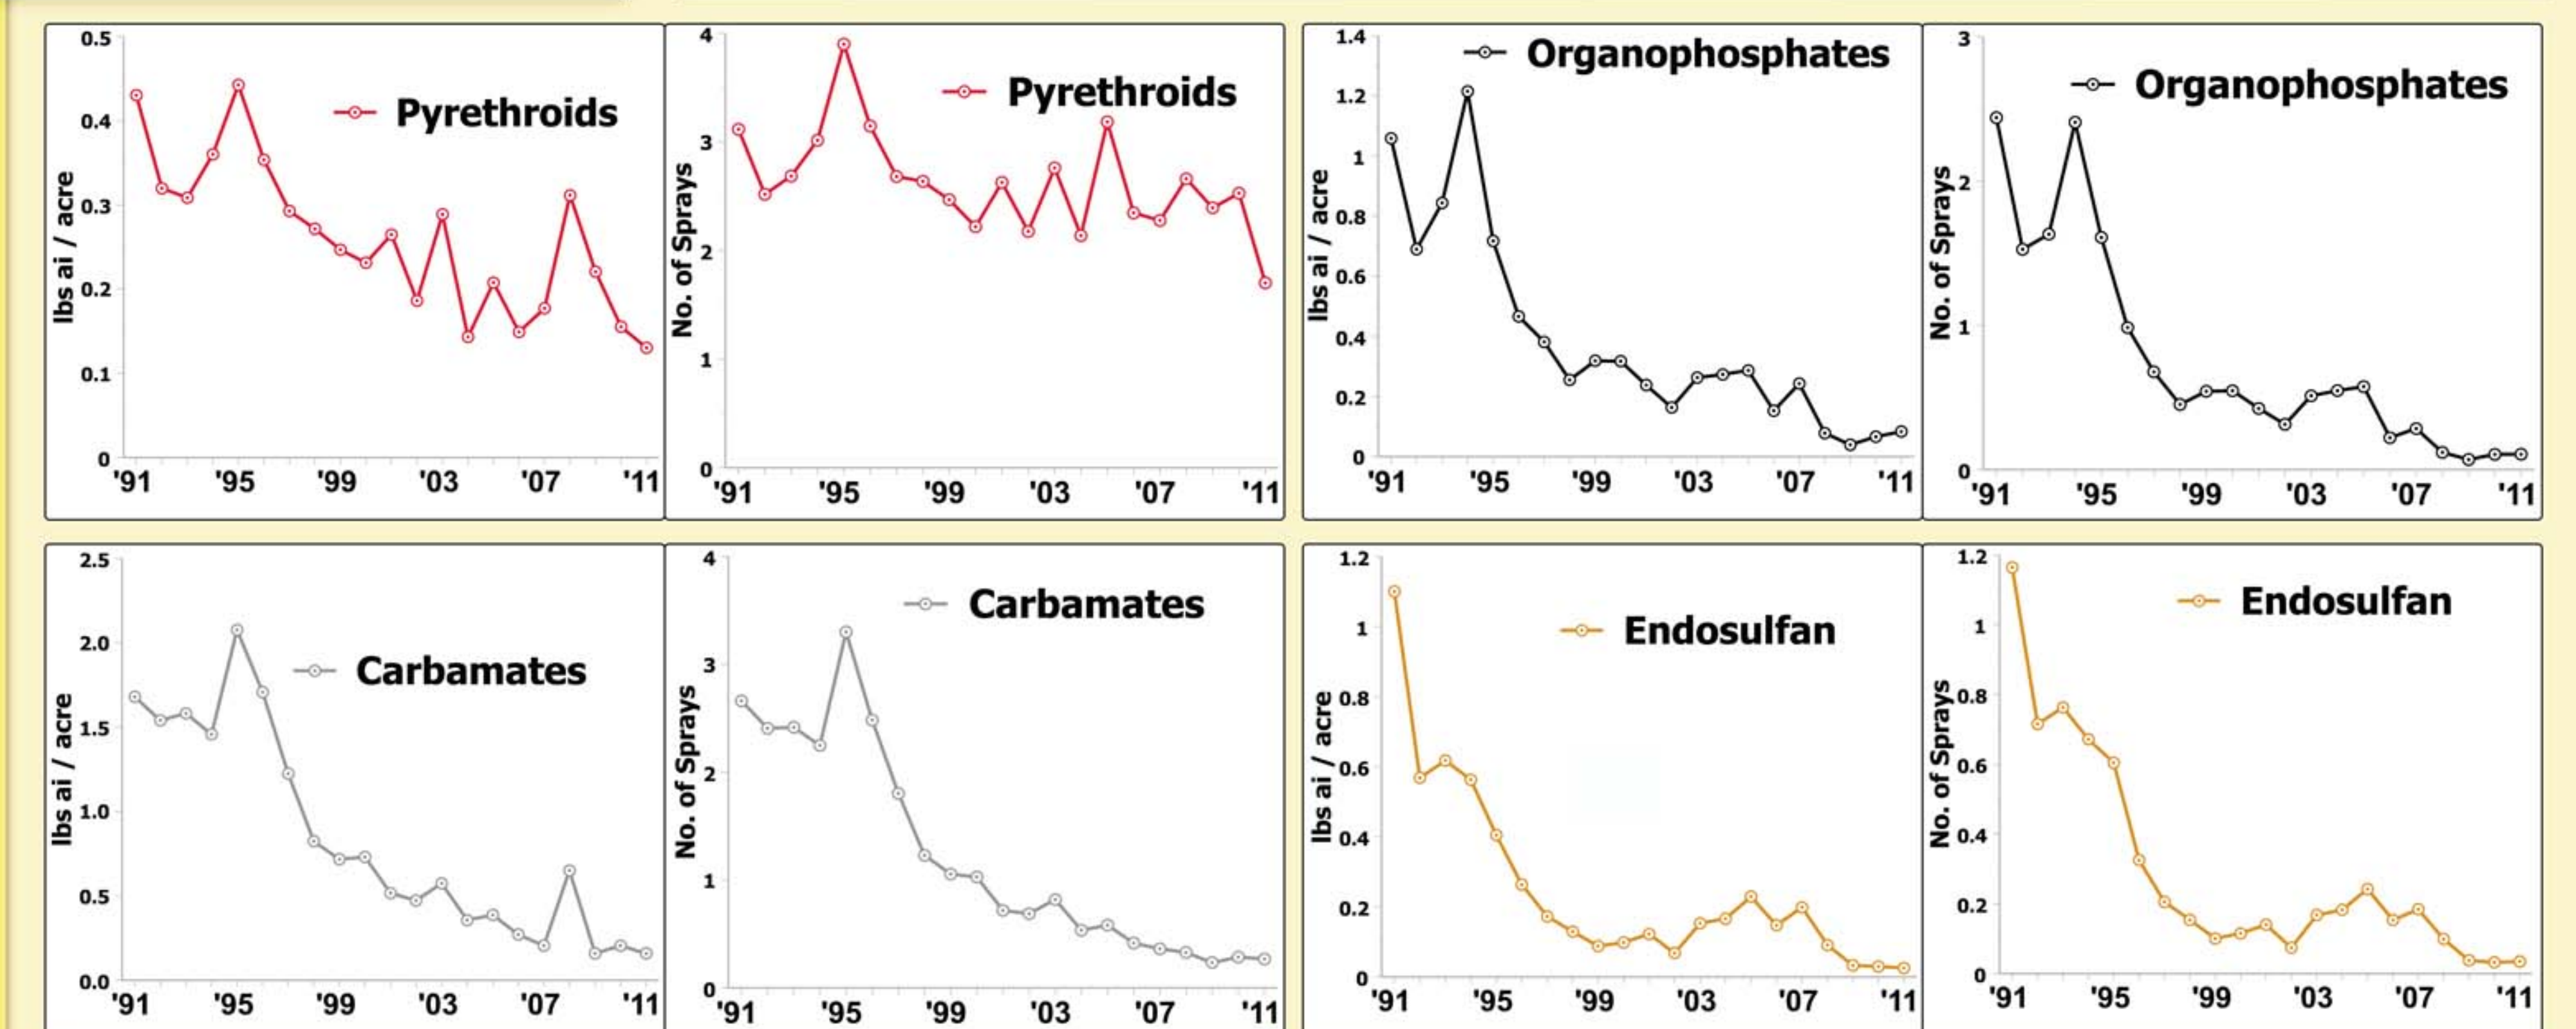 Pyrethroids
lbs ai / acre
0.5
0.4
0.3
0.2
0.1
0
'91 '95 '99 '03 '07 '11
Pyrethroids
No. of Sprays
4
3
2
1
0
'91 '95 '99 '03 '07 '11
Organophosphates
lbs ai / acre
1.4
1.2
1
0.8
0.6
0.4
0.2
0
'91 '95 '99 '03 '07 '11
Organophosphates
No. of Sprays
3
2
1
0
'91 '95 '99 '03 '07 '11
Carbamates
lbs ai / acre
2.5
2.0
1.5
1.0
0.5
0.0
'91 '95 '99 '03 '07 '11
Carbamates
No. of Sprays
4
3
2
1
0
'91 '95 '99 '03 '07 '11
Endosulfan
lbs ai / acre
1.2
1
0.8
0.6
0.4
0.2
0
'91 '95 '99 '03 '07 '11
Endosulfan
No. of Sprays
1.2
1
0.8
0.6
0.4
0.2
0
'91 '95 '99 '03 '07 '11